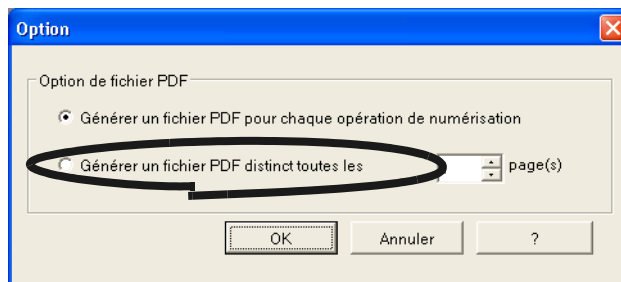 Option
Option de fichier PDF
Générer un fichier PDF pour chaque opération de numérisation
Générer un fichier PDF distinct toutes les page(s)
OK Annuler ?